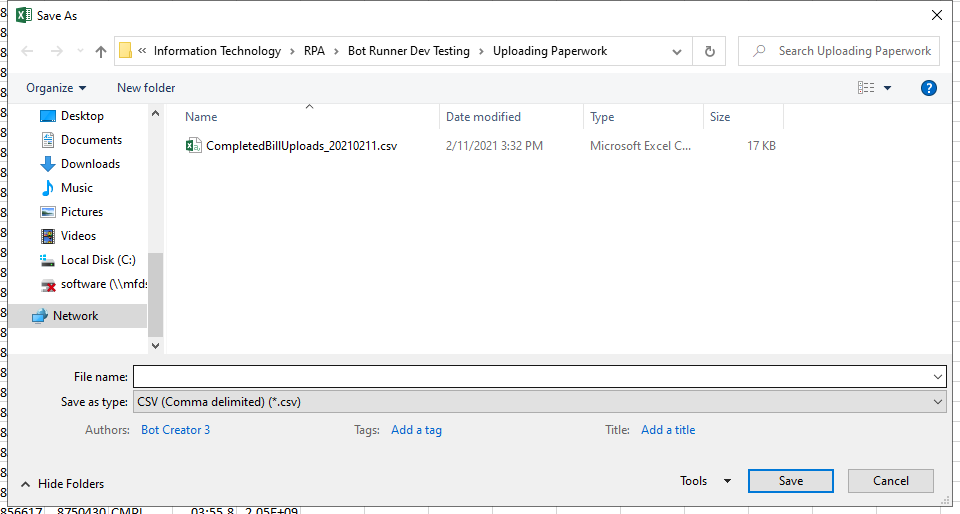 Save As
« Information Technology > RPA > Bot Runner Dev Testing > Uploading Paperwork
Search Uploading Paperwork
Organize
New folder
Name Date modified Type Size
Desktop
Documents
Downloads
Music
Pictures
Videos
Local Disk (C:)
software (\\mfds
Network
CompletedBillUploads_20210211.csv 2/11/2021 3:32 PM Microsoft Excel C... 17 KB
File name:
Save as type: CSV (Comma delimited) (*.csv)
Authors: Bot Creator 3 Tags: Add a tag Title: Add a title
Hide Folders
Tools Save Cancel
856617 8750430 CMPL 03:55.8 2.05E+09